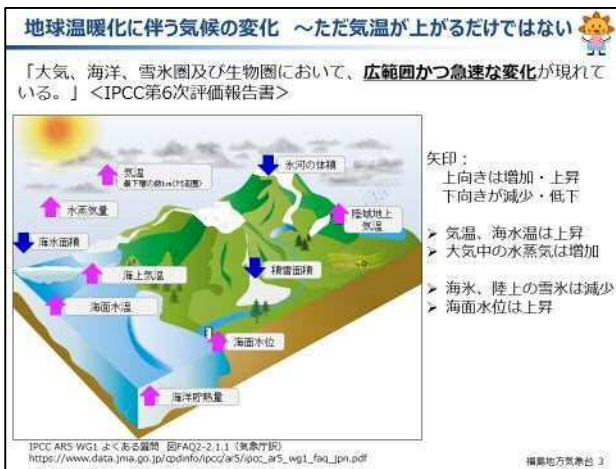 地球温暖化に伴う気候の変化 ～ただ気温が上がるだけではない
「大気、海洋、雪氷圏及び生物圏において、広範囲かつ急速な変化が現れて
いる。」<IPCC第6次評価報告書>
気温
氷河の体積
水蒸気量
陸域地上
気温
海氷面積
海上気温
積雪面積
海面水温
海面水位
海洋貯熱量
矢印：
上向きは増加・上昇
下向きが減少・低下
➢ 気温、海水温は上昇
➢ 大気中の水蒸気は増加
➢ 海氷、陸上の雪氷は減少
➢ 海面水位は上昇
IPCC AR5 WG1 よくある質問 図FAQ2-2.1.1（気象庁訳）
https://www.data.jma.go.jp/cpdinfo/ipcc/ar5/ipcc_ar5_wg1_faq_jpn.pdf
福島地方気象台 3